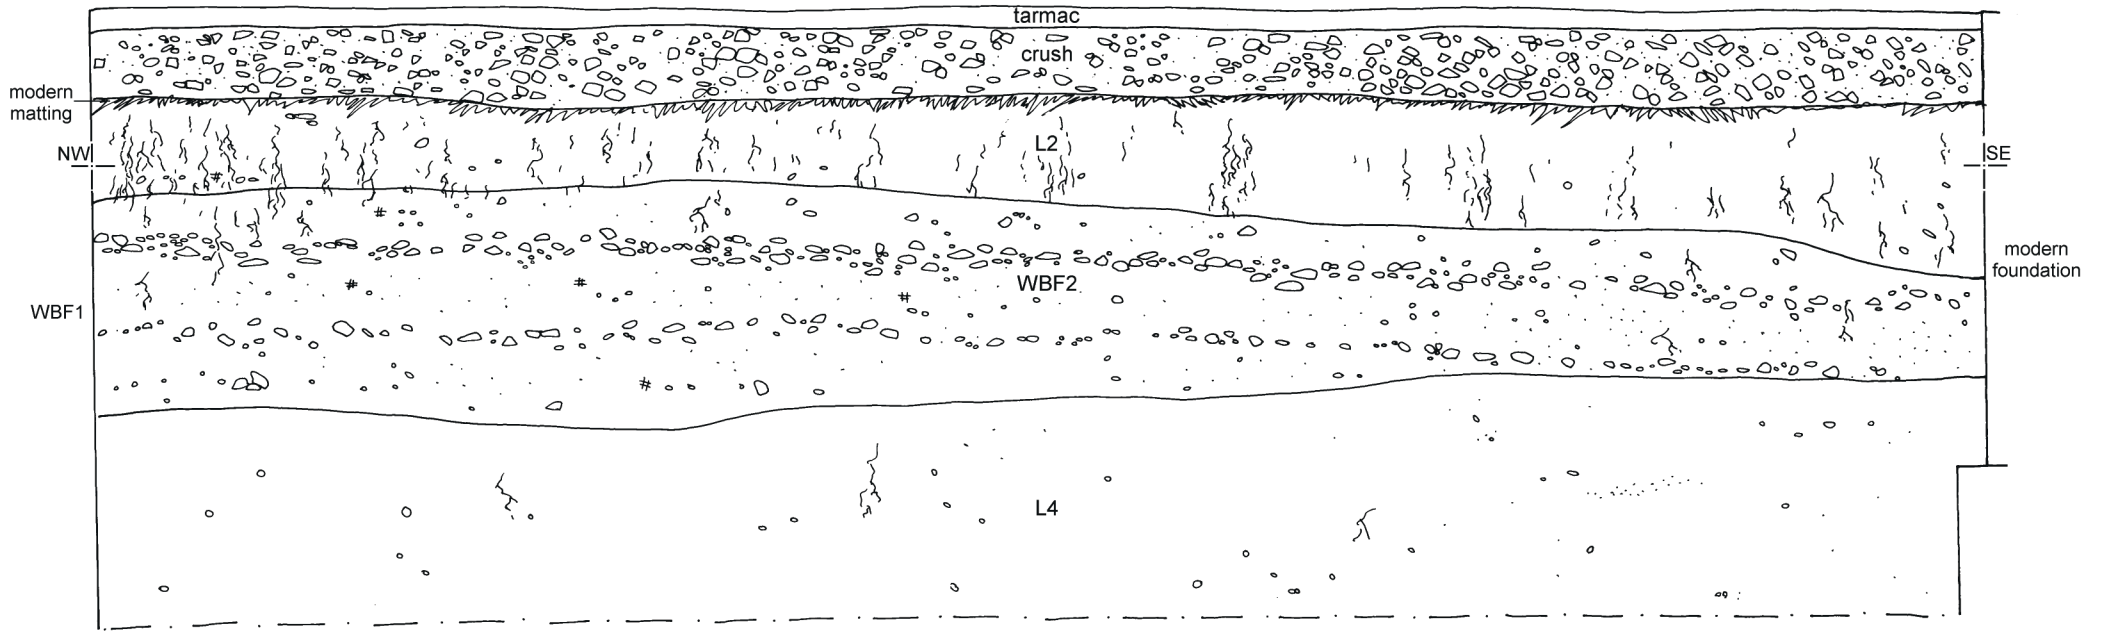 tarmac
crush
modern
matting
NW
L2
SE
modern
foundation
WBF2
WBF1
L4